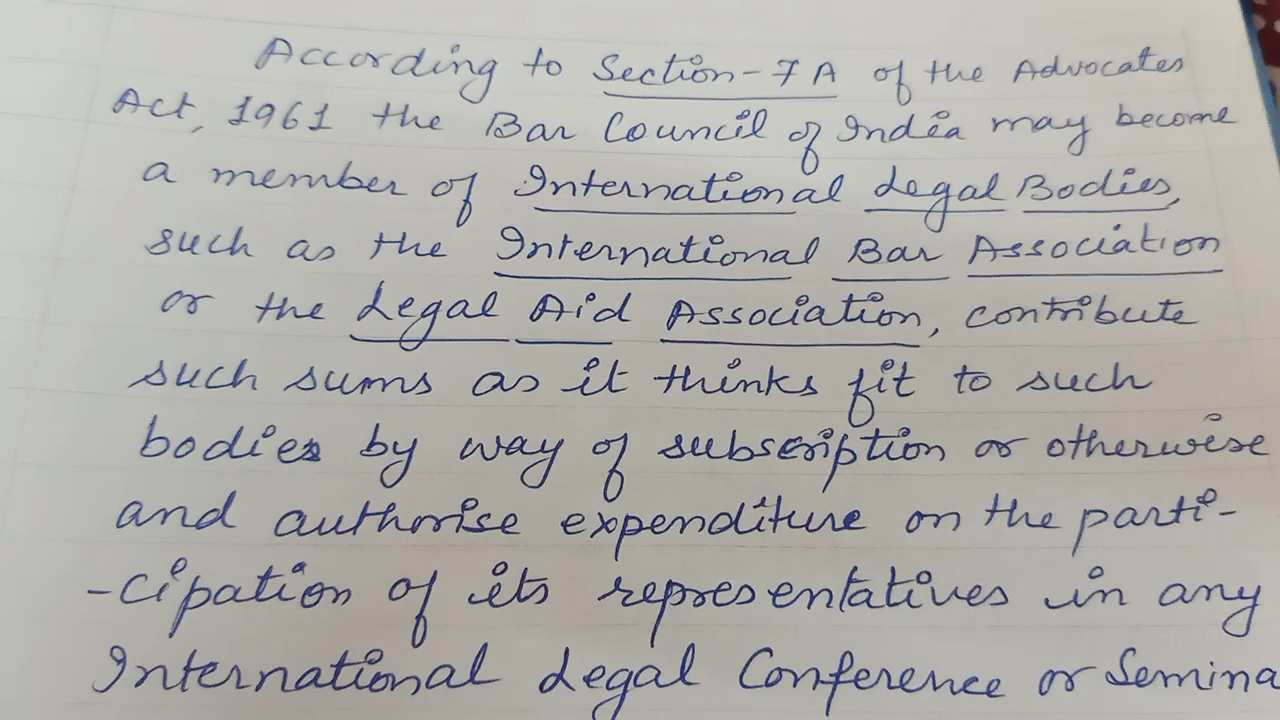 According to Section-7A of the Advocates
Act, 1961 the Bar Council of India may become
a member of International Legal Bodies,
such as the International Bar Association
or the Legal Aid Association, contribute
such sums as it thinks fit to such
bodies by way of subscription or otherwise
and authorise expenditure on the parti-
-cipation of its representatives in any
International Legal Conference or Semina